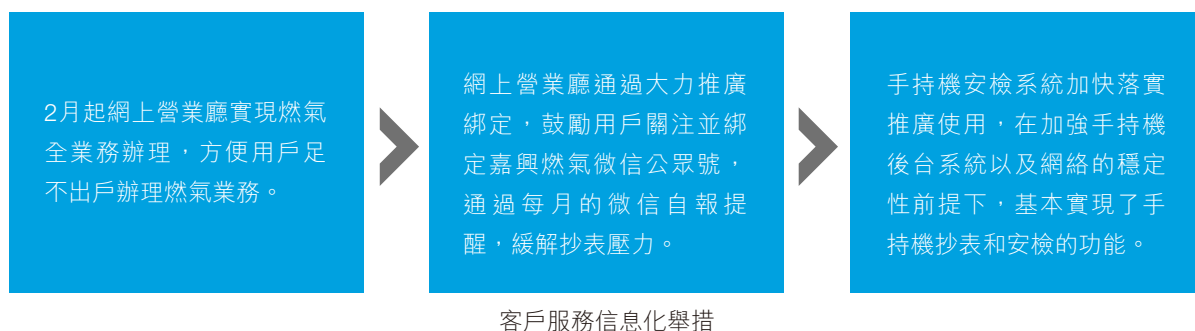 2月起網上營業廳實現燃氣
全業務辦理，方便用戶足
不出戶辦理燃氣業務。
網上營業廳通過大力推廣
綁定，鼓勵用戶關注並綁
定嘉興燃氣微信公眾號，
通過每月的微信自報提
醒，緩解抄表壓力。
手持機安檢系統加快落實
推廣使用，在加強手持機
後台系統以及網絡的穩定
性前提下，基本實現了手
持機抄表和安檢的功能。
客戶服務信息化舉措